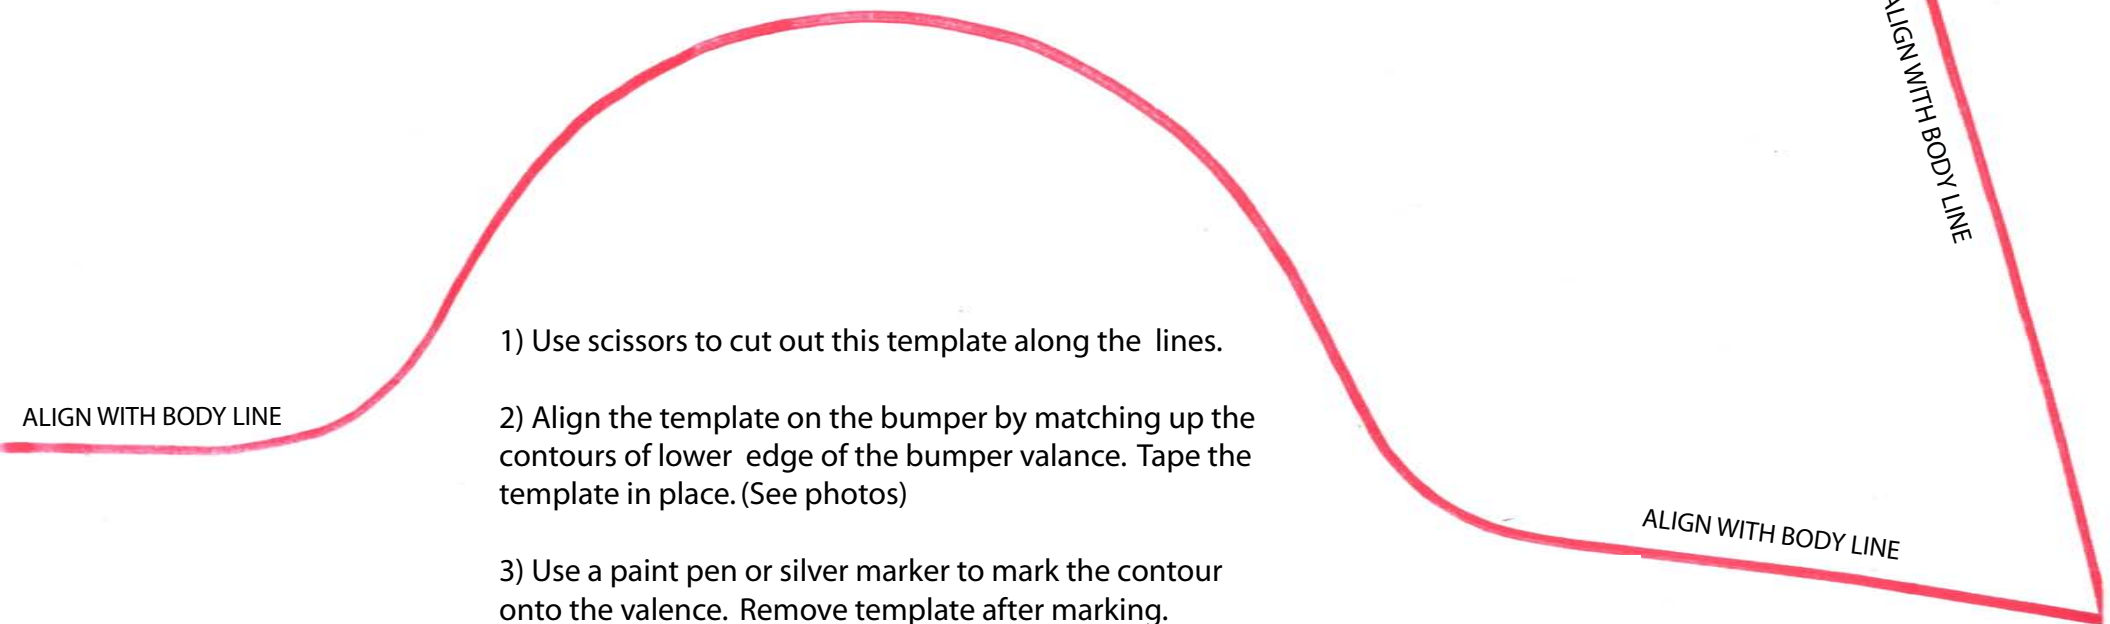 ALIGN WITH BODY LINE
1) Use scissors to cut out this template along the lines.
ALIGN WITH BODY LINE
2) Align the template on the bumper by matching up the
contours of lower edge of the bumper valance. Tape the
template in place. (See photos)
ALIGN WITH BODY LINE
3) Use a paint pen or silver marker to mark the contour
onto the valence. Remove template after marking.